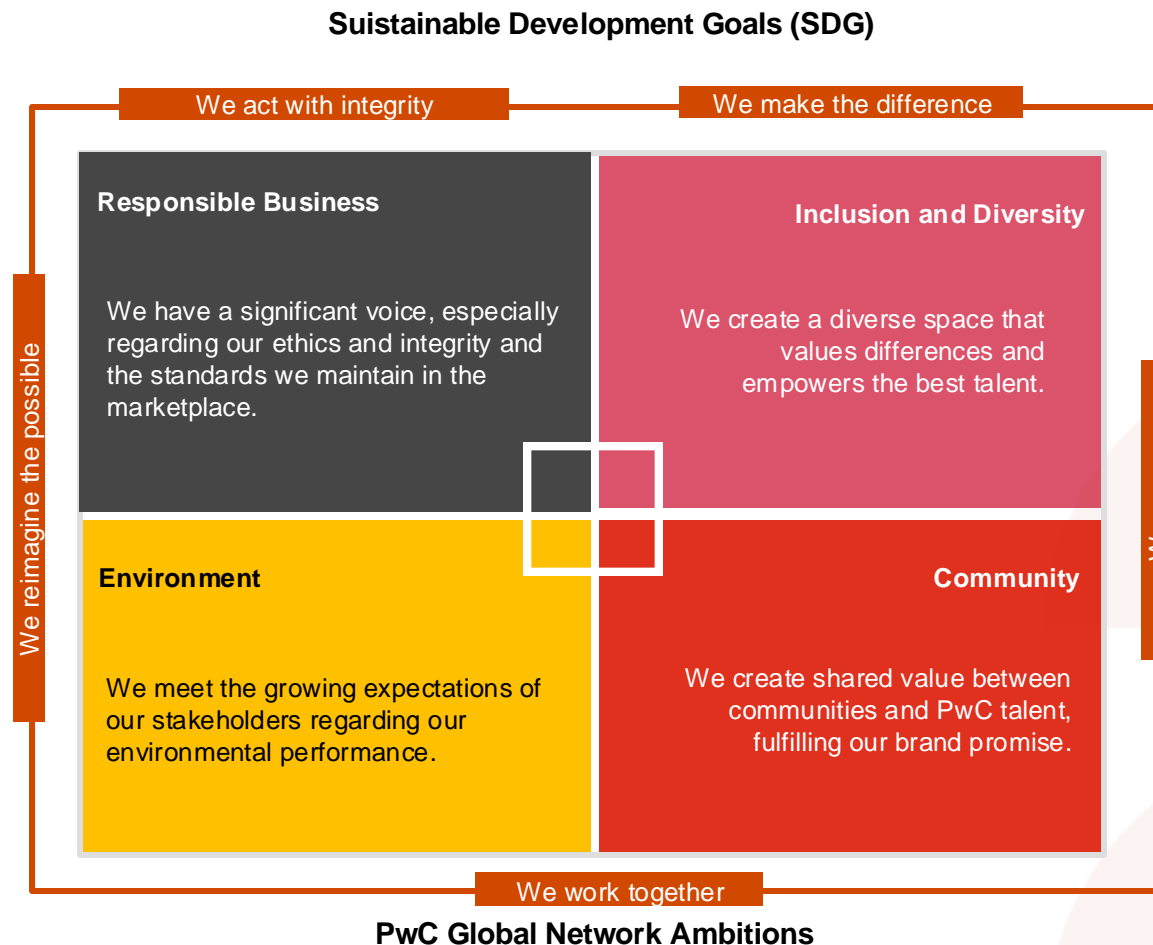 Suistainable Development Goals (SDG)
We act with integrity
We make the difference
Responsible Business
We have a significant voice, especially
regarding our ethics and integrity and
the standards we maintain in the
marketplace.
Inclusion and Diversity
We create a diverse space that
values differences and
empowers the best talent.
We reimagine the possible
Environment
We meet the growing expectations of
our stakeholders regarding our
environmental performance.
Community
We create shared value between
communities and PwC talent,
fulfilling our brand promise.
We work together
PwC Global Network Ambitions